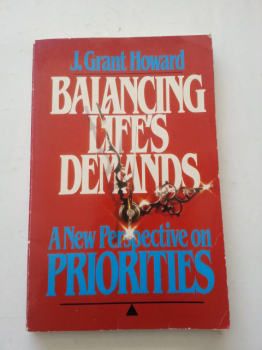 J. Grant Howard
BALANCING
LIFE'S
DEMANDS
A New Perspective on
PRIORITIES